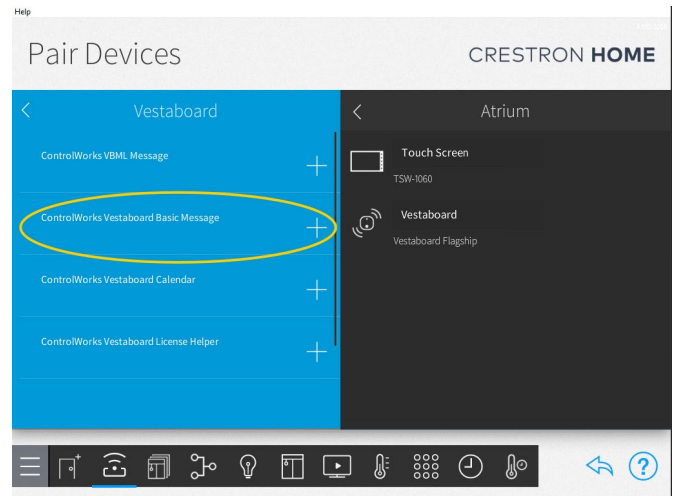 Help
Pair Devices
CRESTRON HOME
Vestaboard
Atrium
ControlWorks VBML Message
ControlWorks Vestaboard Basic Message
ControlWorks Vestaboard Calendar
ControlWorks Vestaboard License Helper
Touch Screen
TSW-1060
Vestaboard
Vestaboard Flagship
?